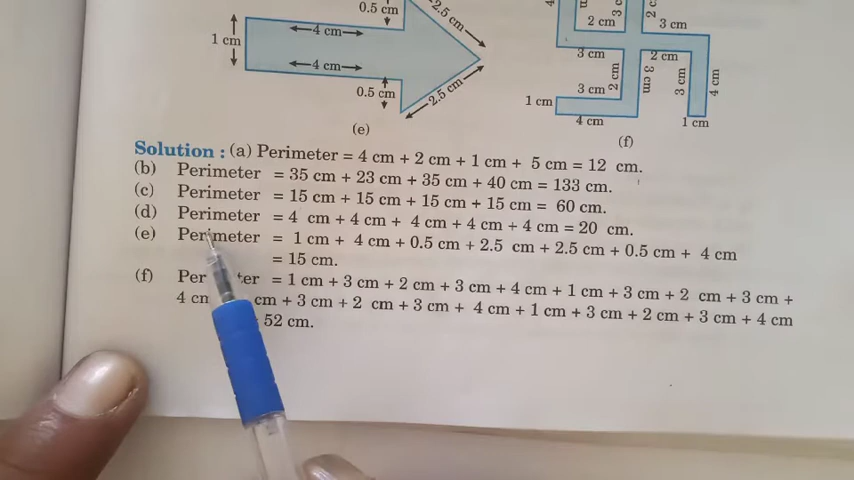 0.5 cm
2.5 cm
4 cm
1 cm
4 cm
0.5 cm
2.5 cm
(e)
2 cm
3 c
2 c
3 cm
3 cm
2 cm
2 cm
3 cm
3 cm
4 cm
3 cm
1 cm
4 cm
1 cm
(f)
Solution : (a) Perimeter = 4 cm + 2 cm + 1 cm + 5 cm = 12 cm.
(b) Perimeter = 35 cm + 23 cm + 35 cm + 40 cm = 133 cm.
(c) Perimeter = 15 cm + 15 cm + 15 cm + 15 cm = 60 cm.
(d) Perimeter = 4 cm + 4 cm + 4 cm + 4 cm + 4 cm = 20 cm.
(e) Perimeter = 1 cm + 4 cm + 0.5 cm + 2.5 cm + 2.5 cm + 0.5 cm + 4 cm
= 15 cm.
(f) Per ter = 1 cm + 3 cm + 2 cm + 3 cm + 4 cm + 1 cm + 3 cm + 2 cm + 3 cm +
4 cm cm + 3 cm + 2 cm + 3 cm + 4 cm + 1 cm + 3 cm + 2 cm + 3 cm + 4 cm
52 cm.